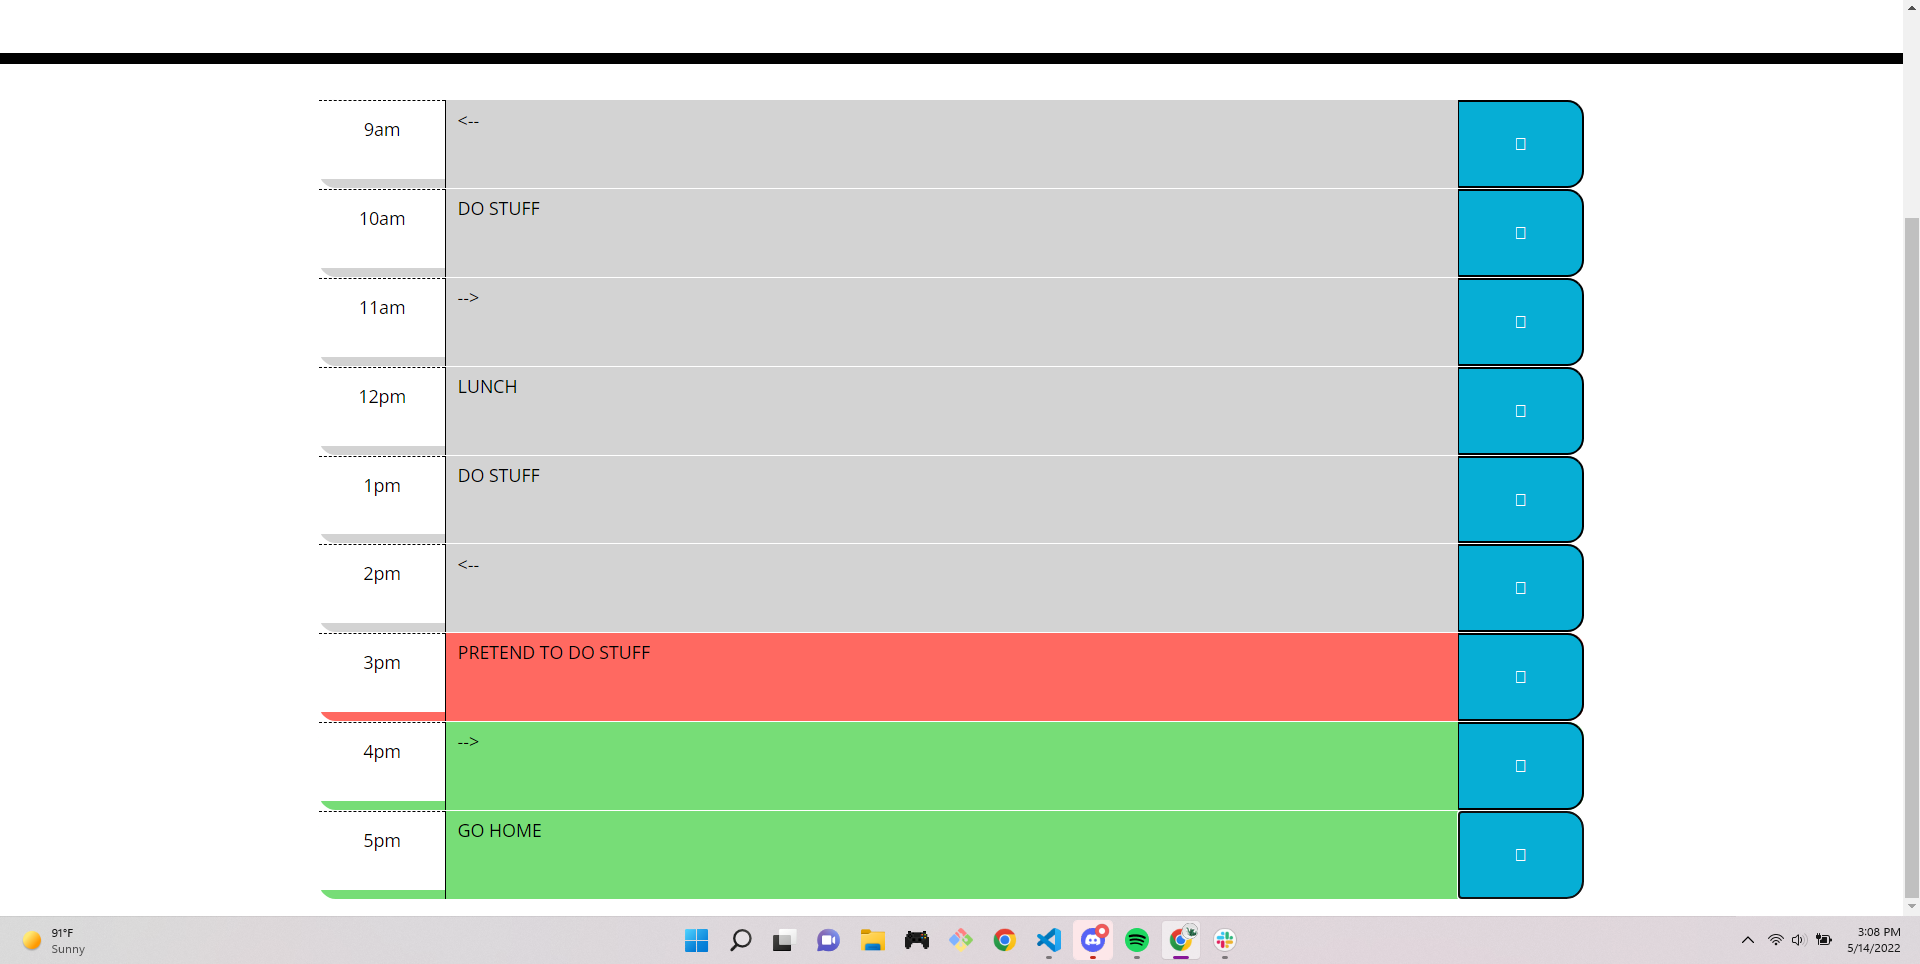 9am <--
10am DO STUFF
11am -->
12pm LUNCH
1pm DO STUFF
2pm <--
3pm PRETEND TO DO STUFF
4pm -->
5pm GO HOME
91°F
Sunny
3:08 PM
5/14/2022